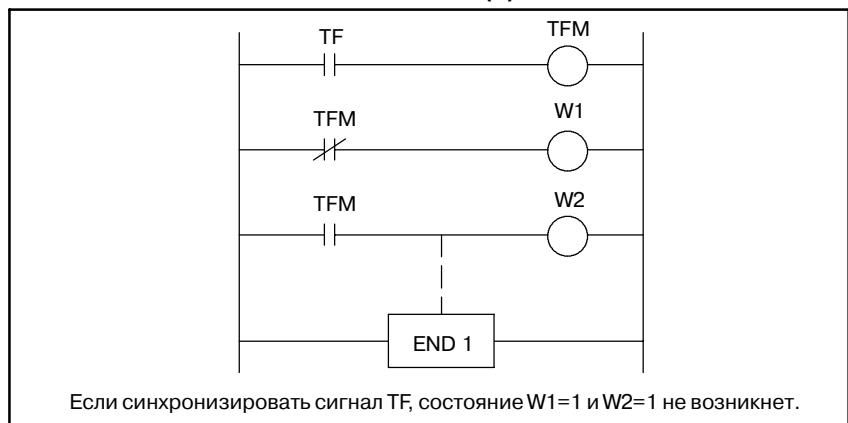 TF TFM
TFM W1
TFM W2
END 1
Если синхронизировать сигнал TF, состояние W1=1 и W2=1 не возникнет.